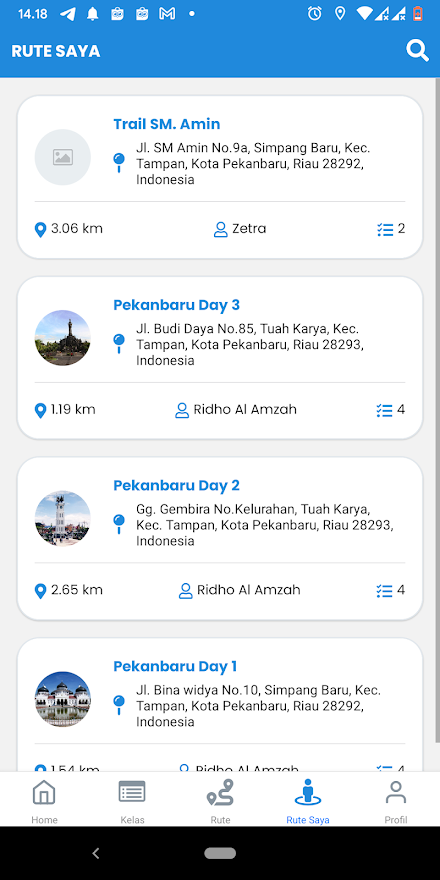 14.18
RUTE SAYA
Trail SM. Amin
Jl. SM Amin No.9a, Simpang Baru, Kec.
Tampan, Kota Pekanbaru, Riau 28292,
Indonesia
3.06 km
Zetra
2
Pekanbaru Day 3
Jl. Budi Daya No.85, Tuah Karya, Kec.
Tampan, Kota Pekanbaru, Riau 28293,
Indonesia
1.19 km
Ridho Al Amzah
4
Pekanbaru Day 2
Gg. Gembira No.Kelurahan, Tuah Karya,
Kec. Tampan, Kota Pekanbaru, Riau 28293,
Indonesia
2.65 km
Ridho Al Amzah
4
Pekanbaru Day 1
Jl. Bina widya No.10, Simpang Baru, Kec.
Tampan, Kota Pekanbaru, Riau 28292,
Indonesia
1.54 km
Ridho Al Amzah
4
Home
Kelas
Rute
Rute Saya
Profil